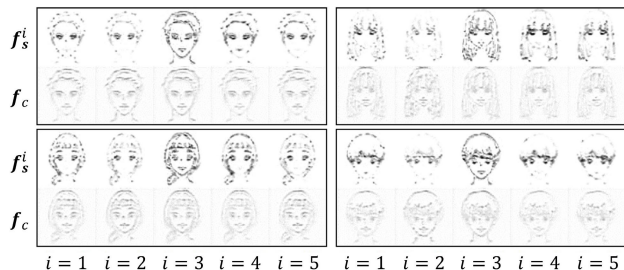 f_s^i
f_c
f_s^i
f_c
i = 1 i = 2 i = 3 i = 4 i = 5 i = 1 i = 2 i = 3 i = 4 i = 5